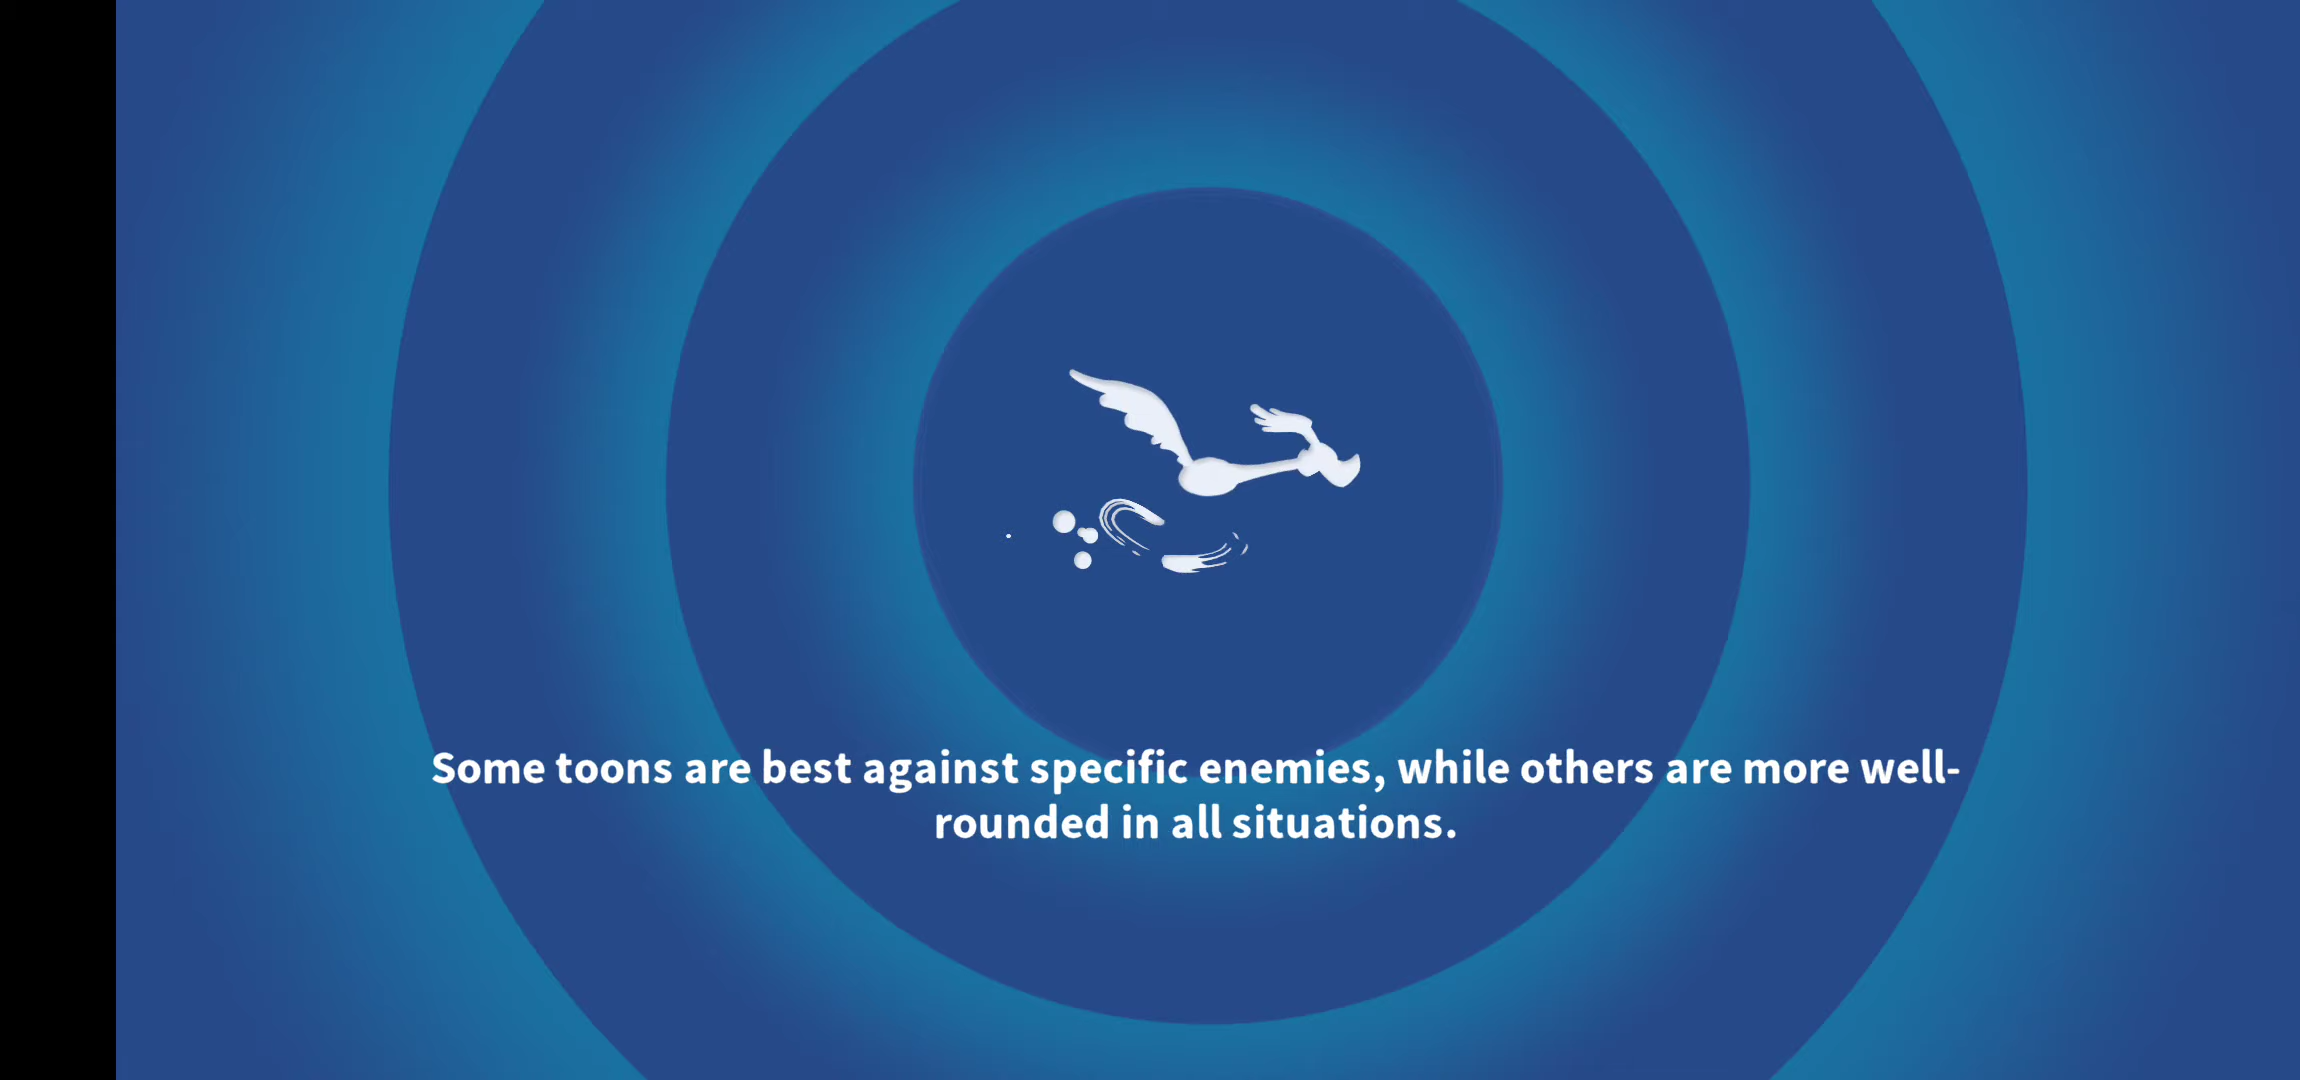 Some toons are best against specific enemies, while others are more well-
rounded in all situations.